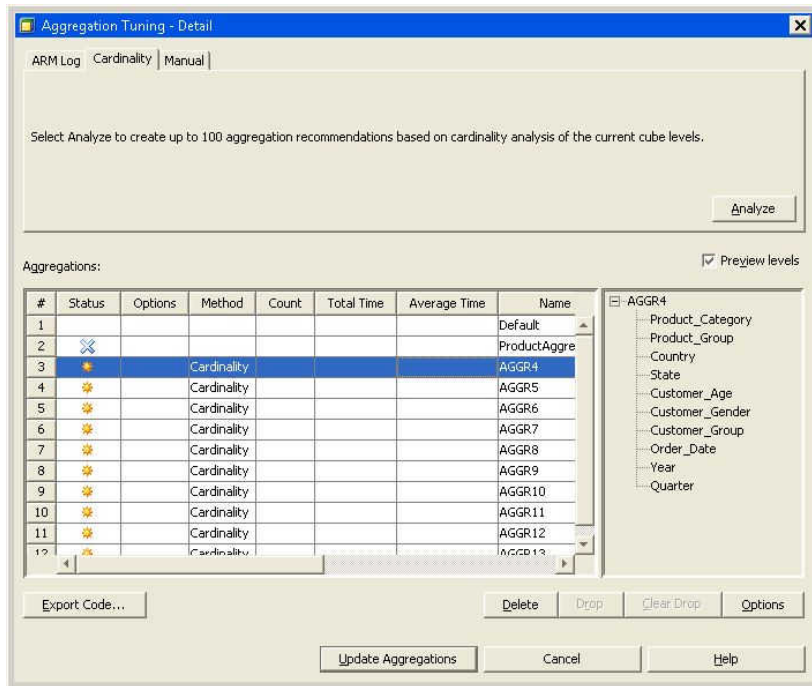 Aggregation Tuning - Detail
ARM Log Cardinality Manual
Select Analyze to create up to 100 aggregation recommendations based on cardinality analysis of the current cube levels.
Analyze
Aggregations:
Preview levels
# Status Options Method Count Total Time Average Time Name
1 Default
2 ProductAggre
3 Cardinality AGGR4
4 Cardinality AGGR5
5 Cardinality AGGR6
6 Cardinality AGGR7
7 Cardinality AGGR8
8 Cardinality AGGR9
9 Cardinality AGGR10
10 Cardinality AGGR11
11 Cardinality AGGR12
12 Cardinality AGGR13
AGGR4
Product_Category
Product_Group
Country
State
Customer_Age
Customer_Gender
Customer_Group
Order_Date
Year
Quarter
Export Code...
Delete Drop Clear Drop Options
Update Aggregations Cancel Help